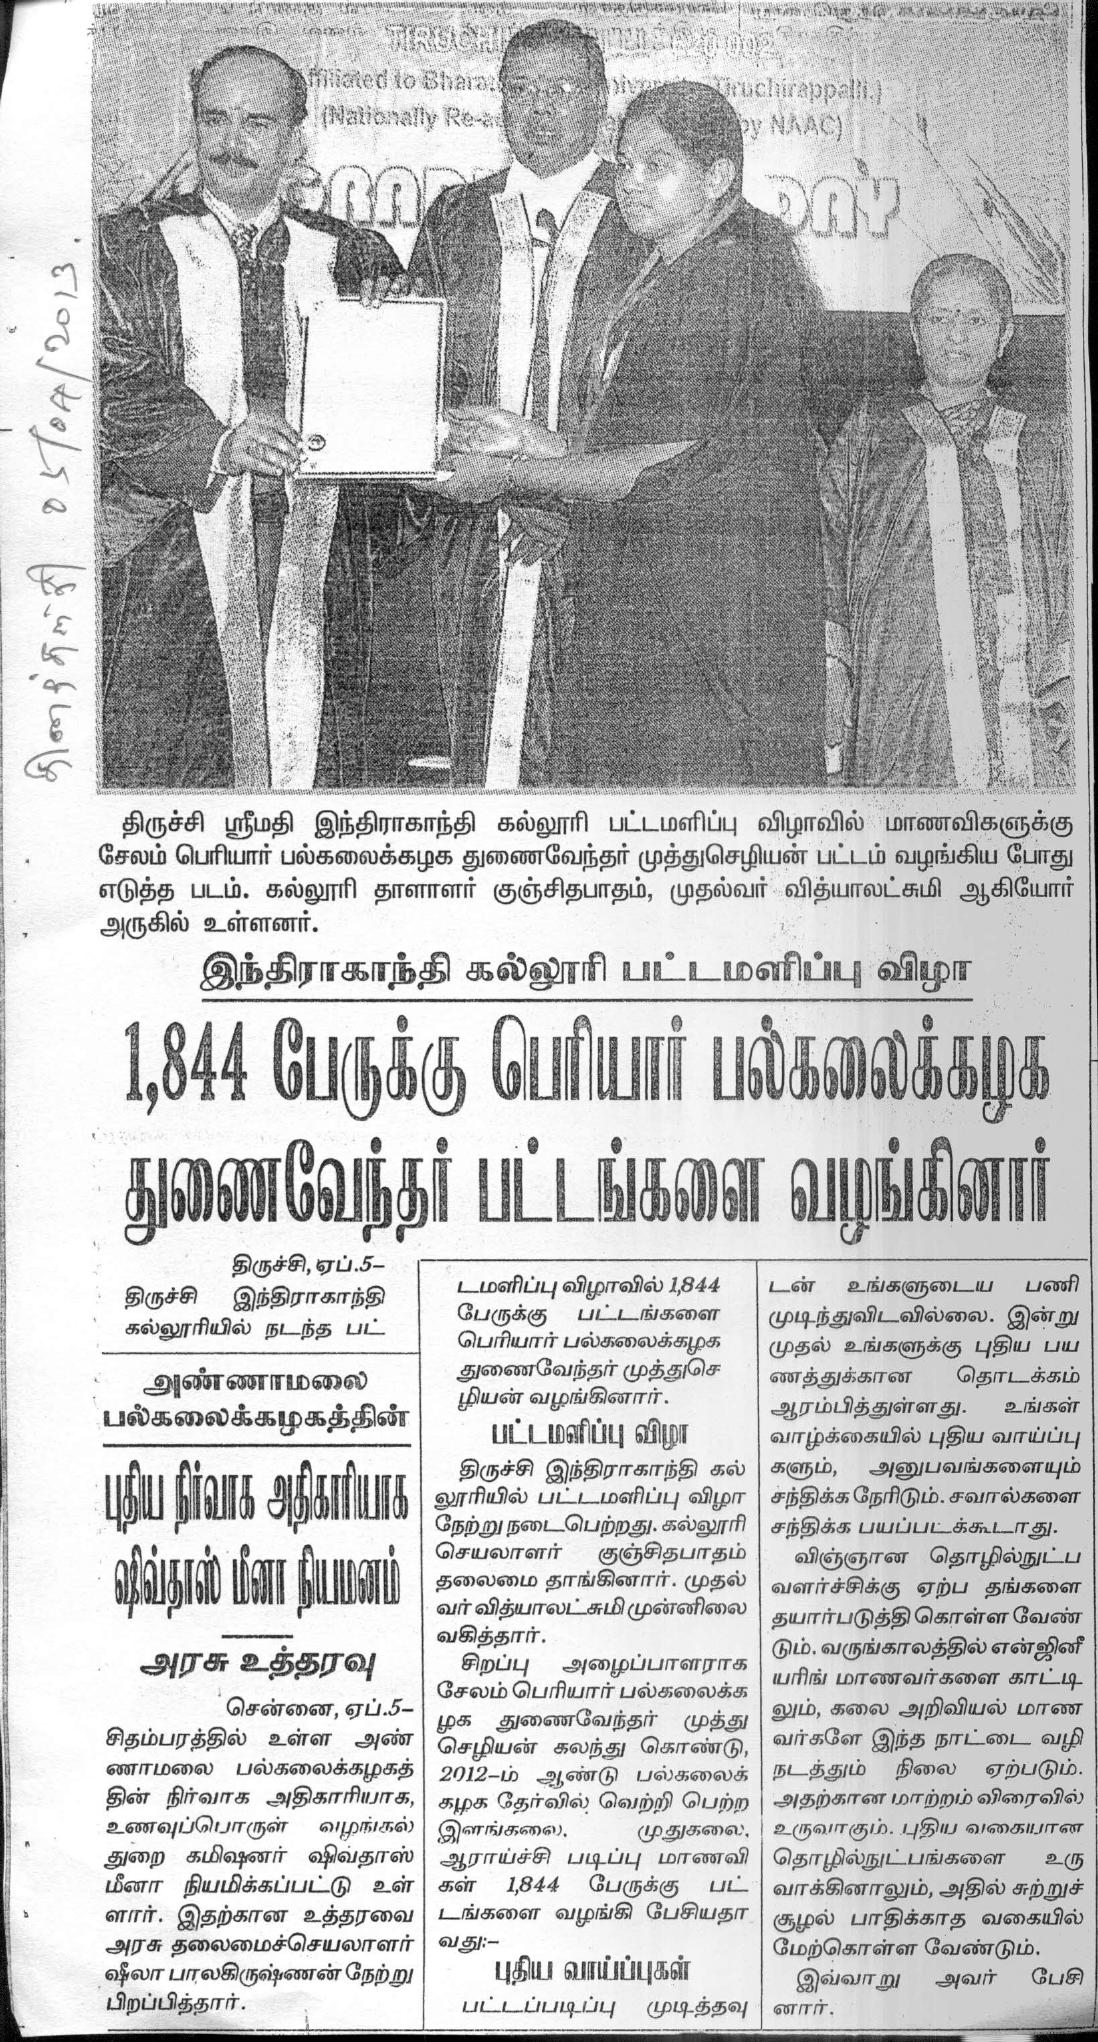 தினத்தந்தி 05/04/2013.
Affiliated to
Tiruchirappalli.)
(Nationally
by NAAC)
DAY
திருச்சி ஸ்ரீமதி இந்திராகாந்தி கல்லூரி பட்டமளிப்பு விழாவில் மாணவிகளுக்கு
சேலம் பெரியார் பல்கலைக்கழக துணைவேந்தர் முத்துசெழியன் பட்டம் வழங்கிய போது
எடுத்த படம். கல்லூரி தாளாளர் குஞ்சிதபாதம், முதல்வர் வித்யாலட்சுமி ஆகியோர்
அருகில் உள்ளனர்.
இந்திராகாந்தி கல்லூரி பட்டமளிப்பு விழா
1,844 பேருக்கு பெரியார் பல்கலைக்கழக
துணைவேந்தர் பட்டங்களை வழங்கினார்
திருச்சி, ஏப்.5–
திருச்சி இந்திராகாந்தி
கல்லூரியில் நடந்த பட்
டமளிப்பு விழாவில் 1,844
பேருக்கு பட்டங்களை
பெரியார் பல்கலைக்கழக
துணைவேந்தர் முத்துசெ
ழியன் வழங்கினார்.
பட்டமளிப்பு விழா
திருச்சி இந்திராகாந்தி கல்
லூரியில் பட்டமளிப்பு விழா
நேற்று நடைபெற்றது. கல்லூரி
செயலாளர் குஞ்சிதபாதம்
தலைமை தாங்கினார். முதல்
வர் வித்யாலட்சுமி முன்னிலை
வகித்தார்.
சிறப்பு அழைப்பாளராக
சேலம் பெரியார் பல்கலைக்க
ழக துணைவேந்தர் முத்து
செழியன் கலந்து கொண்டு,
2012–ம் ஆண்டு பல்கலைக்
கழக தேர்வில் வெற்றி பெற்ற
இளங்கலை, முதுகலை,
ஆராய்ச்சி படிப்பு மாணவி
கள் 1,844 பேருக்கு பட்
டங்களை வழங்கி பேசியதா
வது:–
புதிய வாய்ப்புகள்
பட்டப்படிப்பு முடித்தவு
டன் உங்களுடைய பணி
முடிந்துவிடவில்லை. இன்று
முதல் உங்களுக்கு புதிய பய
ணத்துக்கான தொடக்கம்
ஆரம்பித்துள்ளது. உங்கள்
வாழ்க்கையில் புதிய வாய்ப்பு
களும், அனுபவங்களையும்
சந்திக்க நேரிடும். சவால்களை
சந்திக்க பயப்படக்கூடாது.
விஞ்ஞான தொழில்நுட்ப
வளர்ச்சிக்கு ஏற்ப தங்களை
தயார்படுத்தி கொள்ள வேண்
டும். வருங்காலத்தில் என்ஜினீ
யரிங் மாணவர்களை காட்டி
லும், கலை அறிவியல் மாண
வர்களே இந்த நாட்டை வழி
நடத்தும் நிலை ஏற்படும்.
அதற்கான மாற்றம் விரைவில்
உருவாகும். புதிய வகையான
தொழில்நுட்பங்களை உரு
வாக்கினாலும், அதில் சுற்றுச்
சூழல் பாதிக்காத வகையில்
மேற்கொள்ள வேண்டும்.
இவ்வாறு அவர் பேசி
னார்.
அண்ணாமலை
பல்கலைக்கழகத்தின்
புதிய நிர்வாக அதிகாரியாக
ஷிவ்தாஸ் மீனா நியமனம்
அரசு உத்தரவு
சென்னை, ஏப்.5–
சிதம்பரத்தில் உள்ள அண்
ணாமலை பல்கலைக்கழகத்
தின் நிர்வாக அதிகாரியாக,
உணவுப்பொருள் வழங்கல்
துறை கமிஷனர் ஷிவ்தாஸ்
மீனா நியமிக்கப்பட்டு உள்
ளார். இதற்கான உத்தரவை
அரசு தலைமைச்செயலாளர்
ஷீலா பாலகிருஷ்ணன் நேற்று
பிறப்பித்தார்.